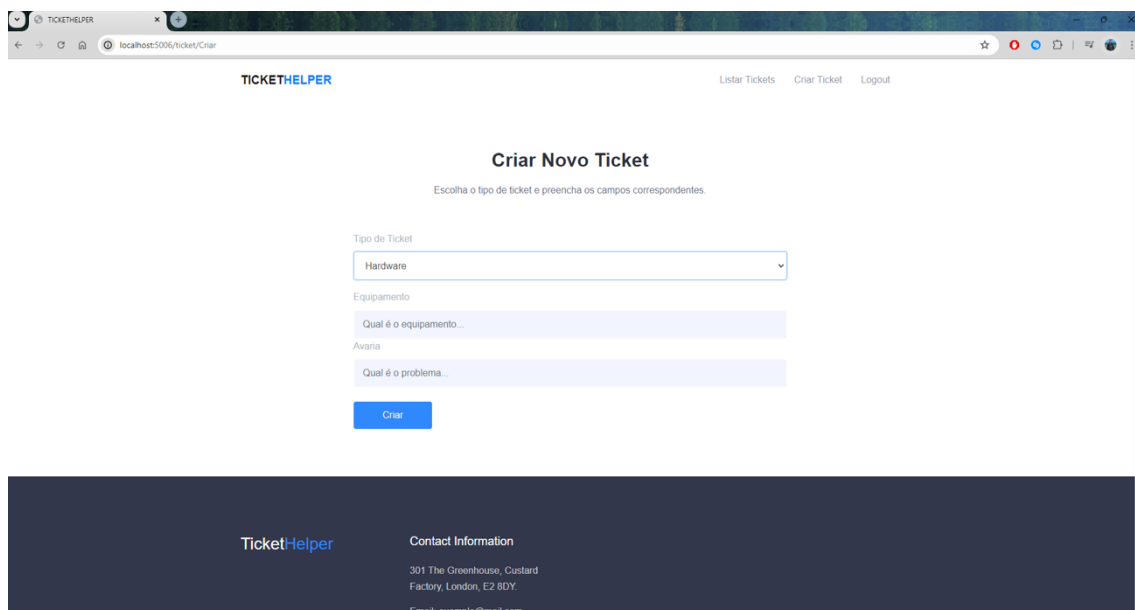 TICKETHELPER
localhost:5006/ticket/Criar
TICKETHELPER
Listar Tickets Criar Ticket Logout
Criar Novo Ticket
Escolha o tipo de ticket e preencha os campos correspondentes.
Tipo de Ticket
Hardware
Equipamento
Qual é o equipamento...
Avaria
Qual é o problema...
Criar
TicketHelper
Contact Information
301 The Greenhouse, Custard
Factory, London, E2 8DY.